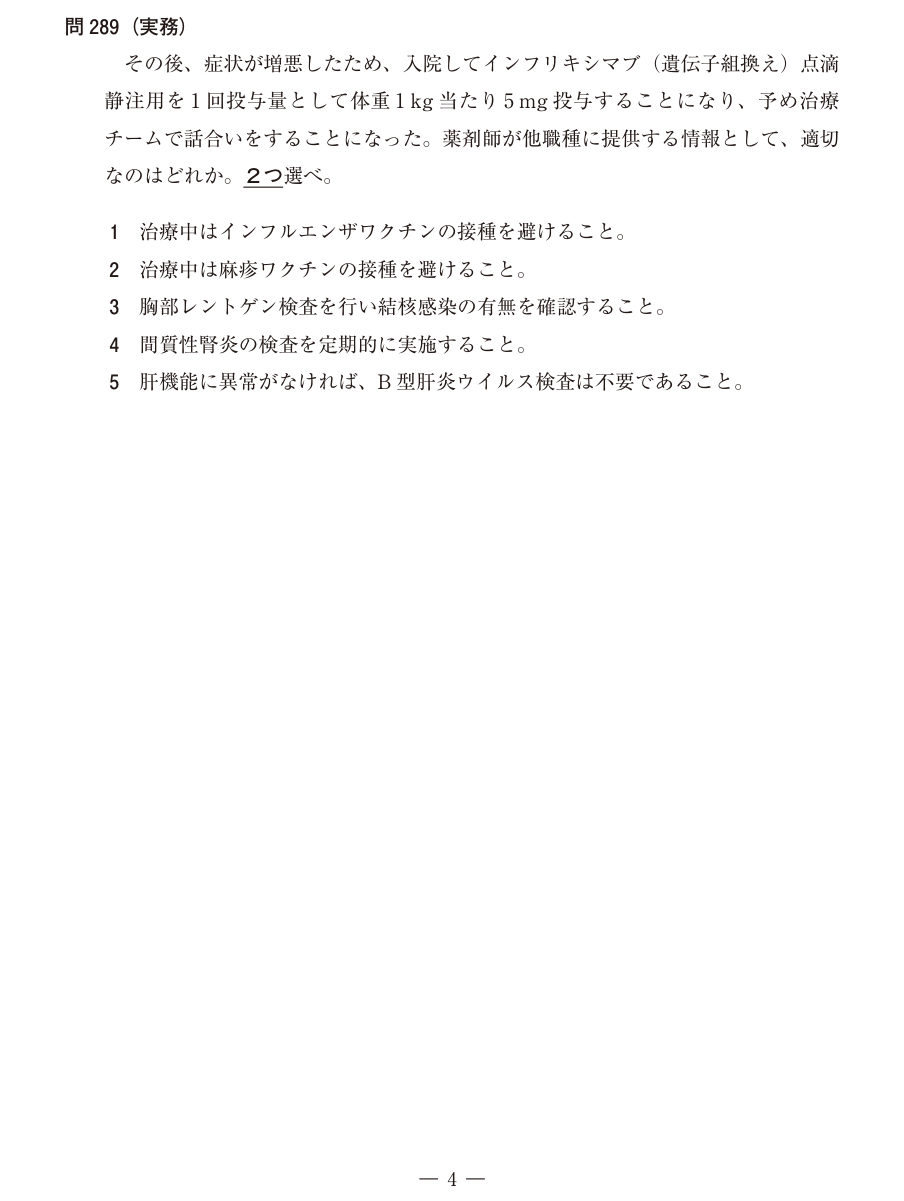 問 289（実務）
その後、症状が増悪したため、入院してインフリキシマブ（遺伝子組換え）点滴
静注用を１回投与量として体重１kg 当たり５mg 投与することになり、予め治療
チームで話合いをすることになった。薬剤師が他職種に提供する情報として、適切
なのはどれか。２つ選べ。
1　治療中はインフルエンザワクチンの接種を避けること。
2　治療中は麻疹ワクチンの接種を避けること。
3　胸部レントゲン検査を行い結核感染の有無を確認すること。
4　間質性腎炎の検査を定期的に実施すること。
5　肝機能に異常がなければ、B 型肝炎ウイルス検査は不要であること。
— 4 —